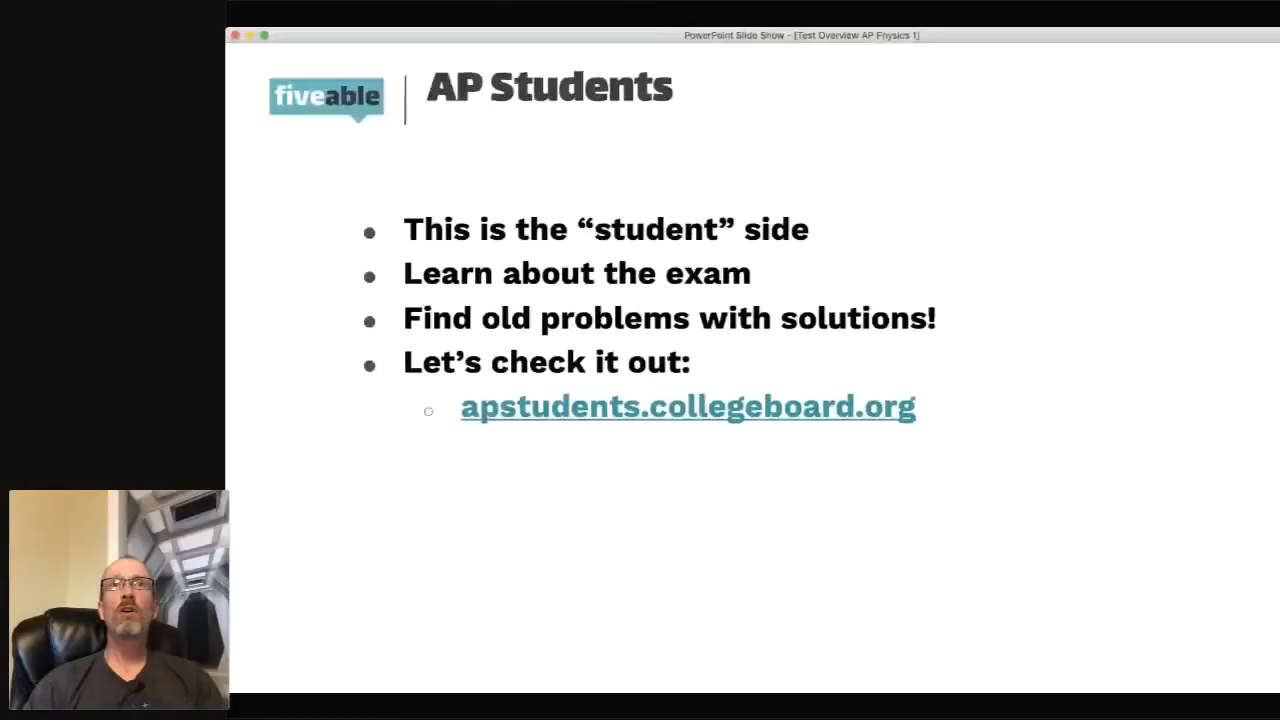 PowerPoint Slide Show - [Test Overview AP Physics 1]
fiveable
AP Students
This is the “student” side
Learn about the exam
Find old problems with solutions!
Let’s check it out:
apstudents.collegeboard.org